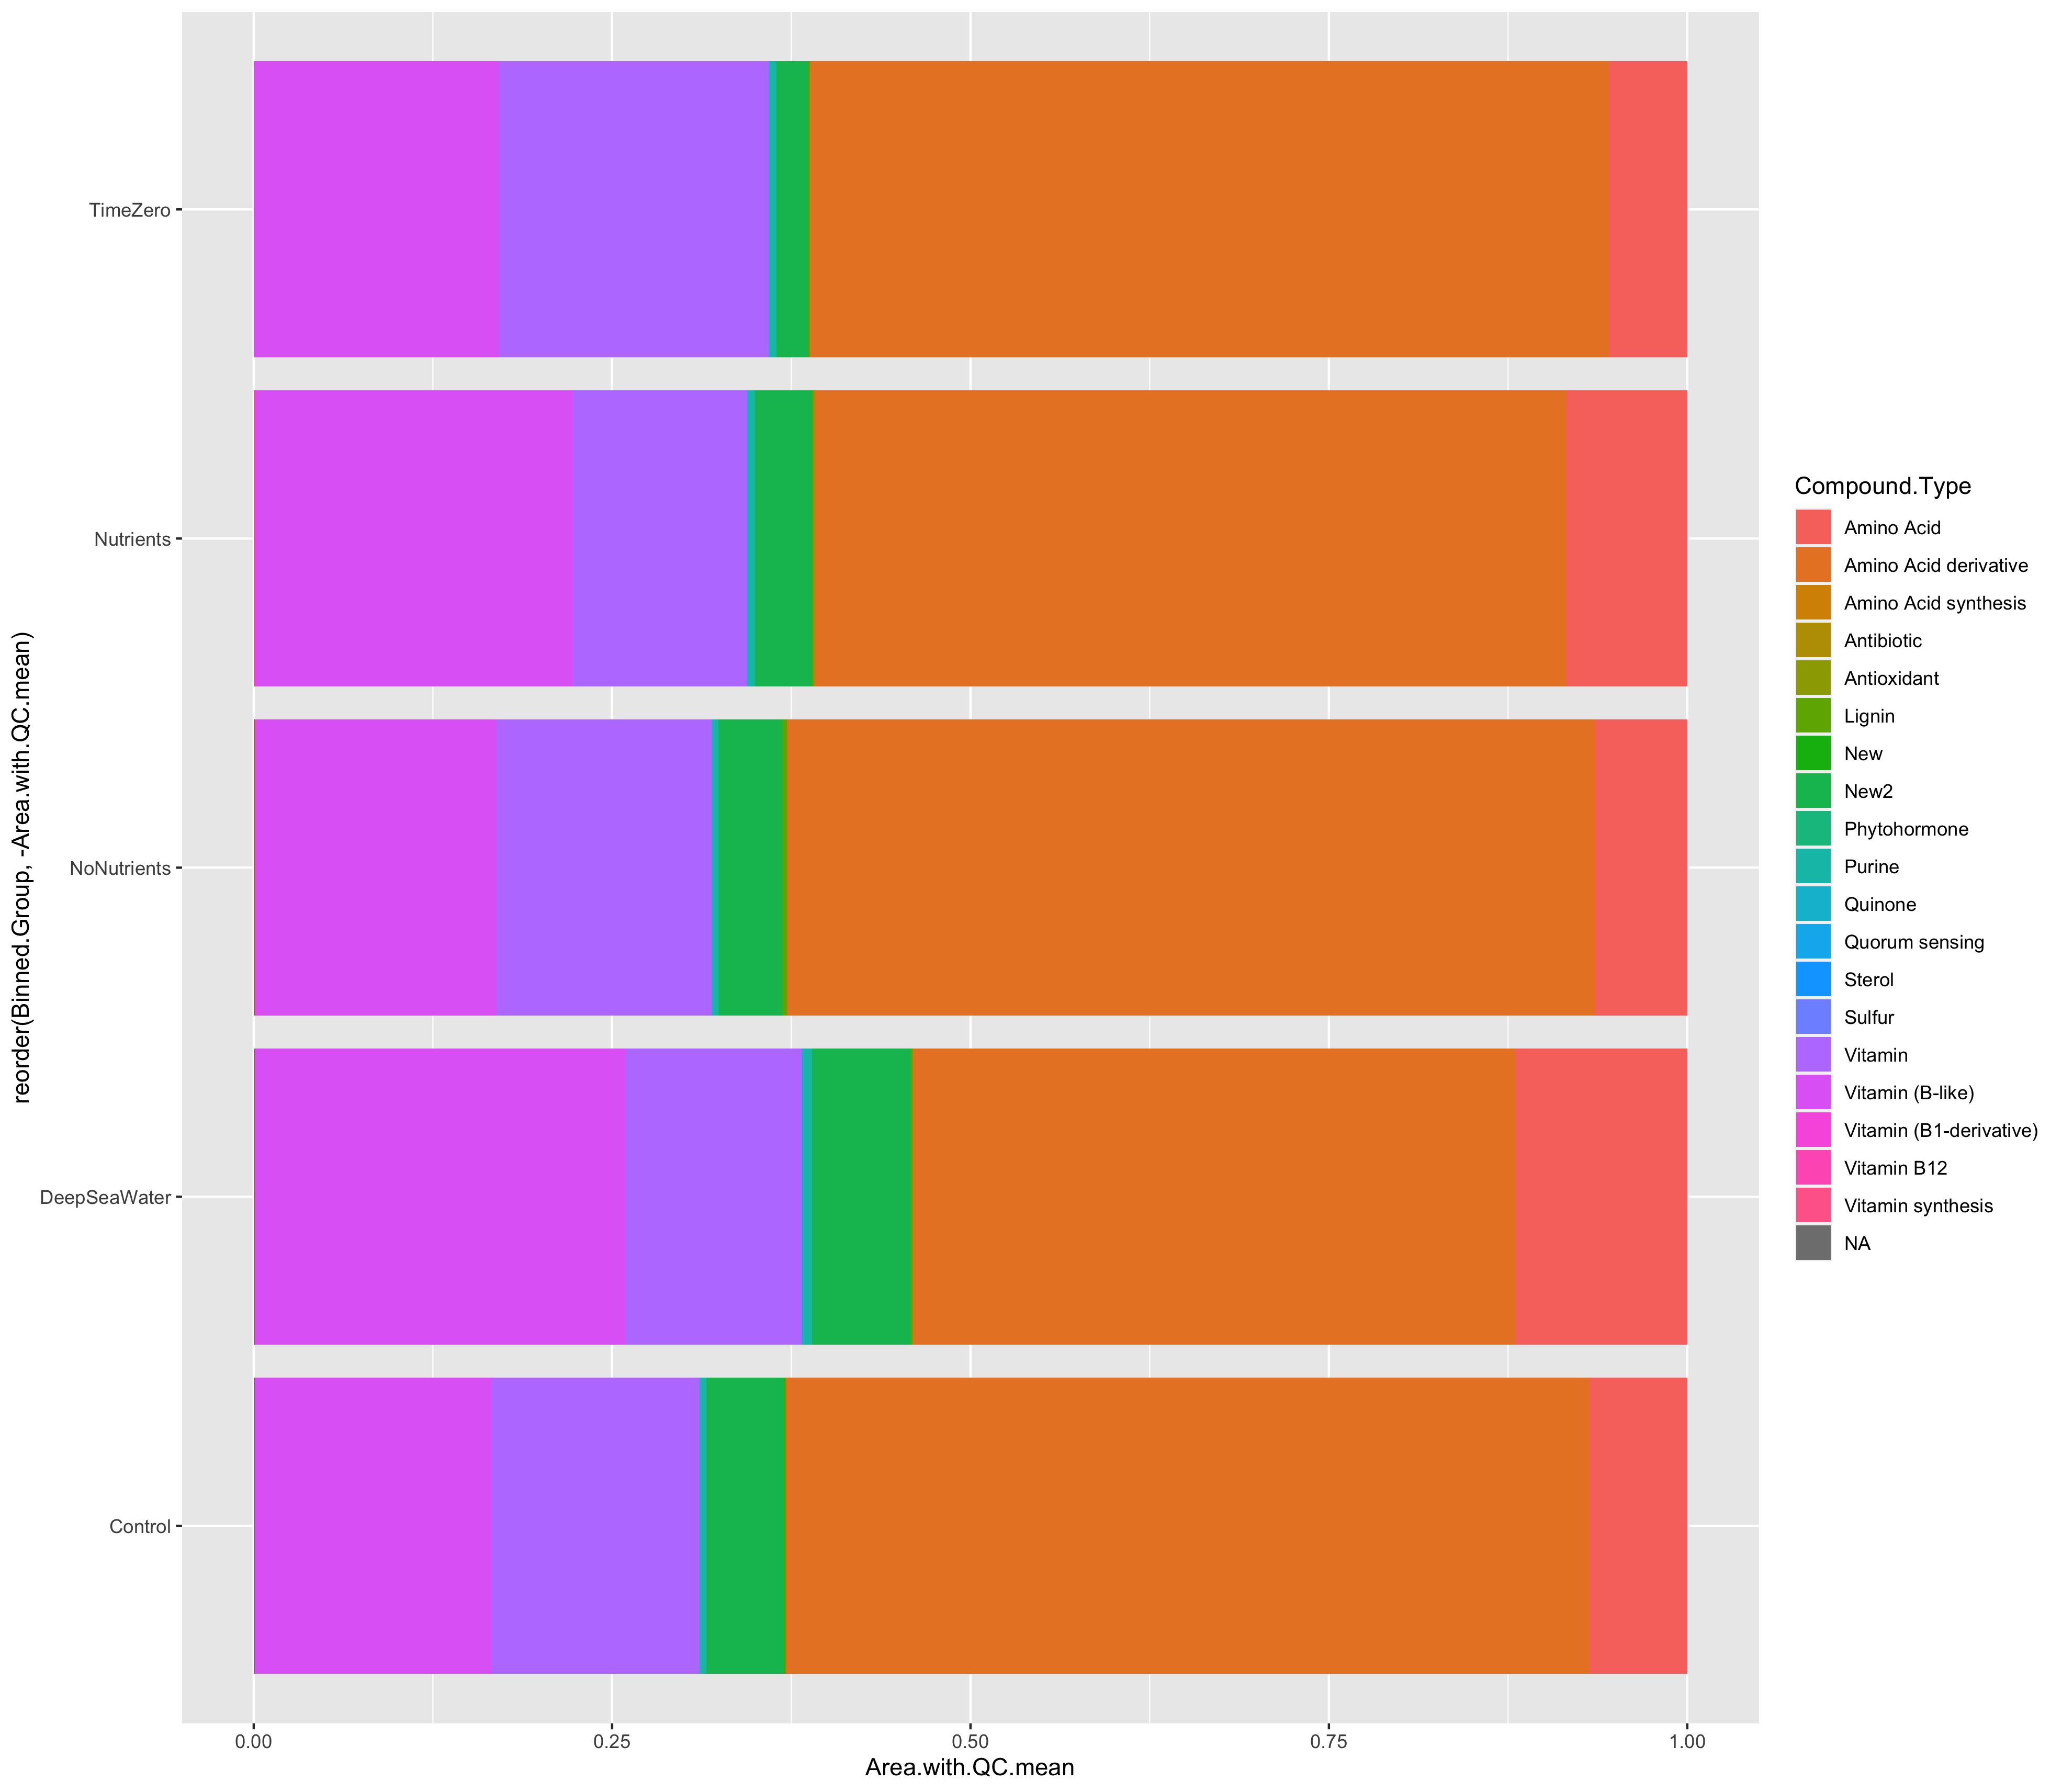 reorder(Binned.Group, -Area.with.QC.mean)
TimeZero
Nutrients
NoNutrients
DeepSeaWater
Control
0.00 0.25 0.50 0.75 1.00
Area.with.QC.mean
Compound.Type
Amino Acid
Amino Acid derivative
Amino Acid synthesis
Antibiotic
Antioxidant
Lignin
New
New2
Phytohormone
Purine
Quinone
Quorum sensing
Sterol
Sulfur
Vitamin
Vitamin (B-like)
Vitamin (B1-derivative)
Vitamin B12
Vitamin synthesis
NA